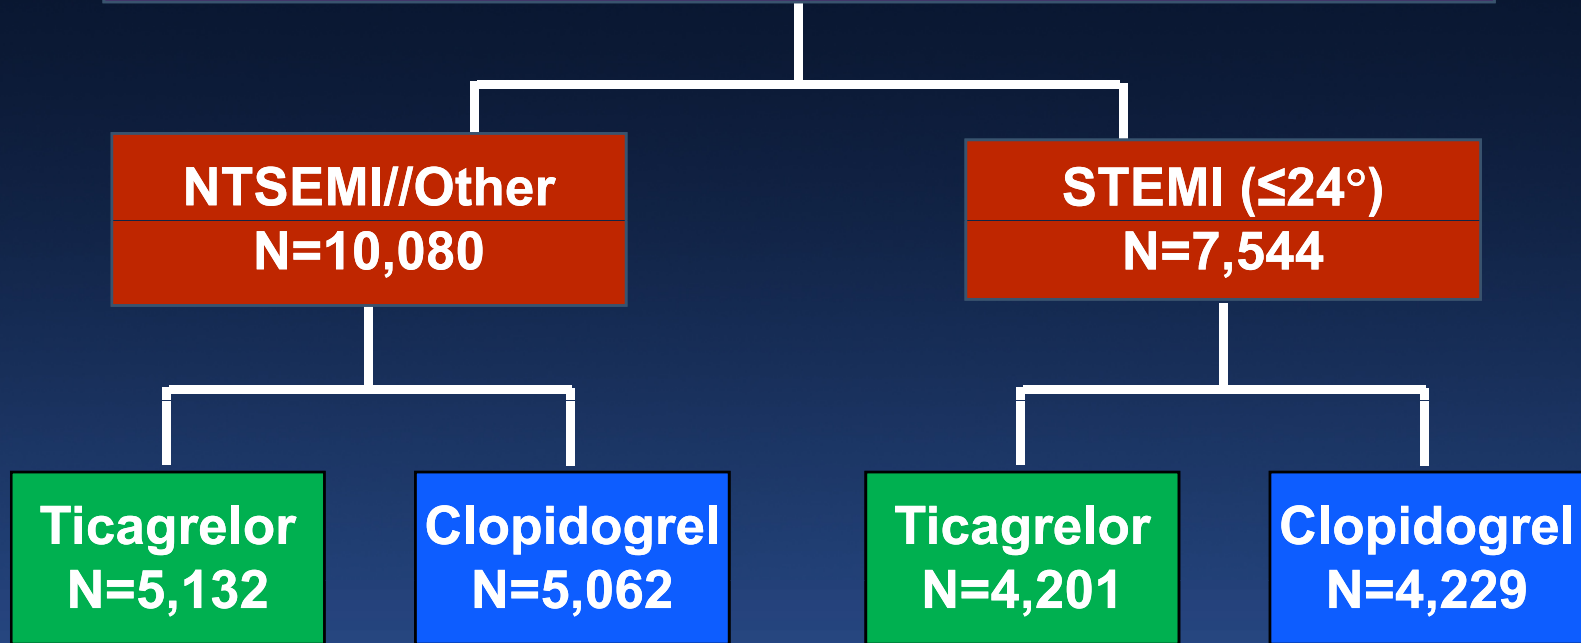 NTSEMI//Other
N=10,080
STEMI (≤24°)
N=7,544
Ticagrelor
N=5,132
Clopidogrel
N=5,062
Ticagrelor
N=4,201
Clopidogrel
N=4,229